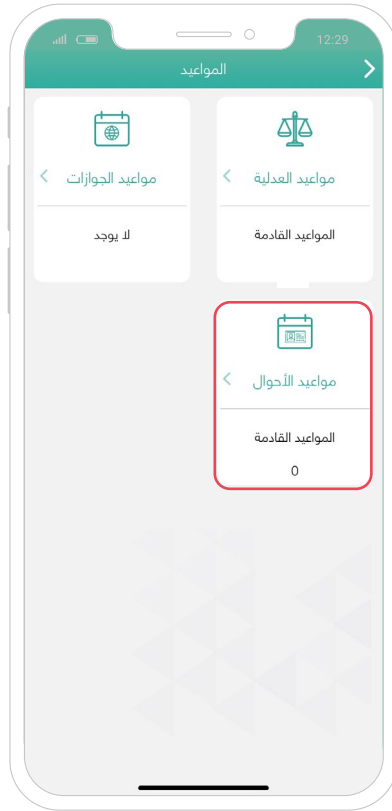 12:29
المواعيد
مواعيد العدلية
المواعيد القادمة
مواعيد الجوازات
لا يوجد
مواعيد الأحوال
المواعيد القادمة
0